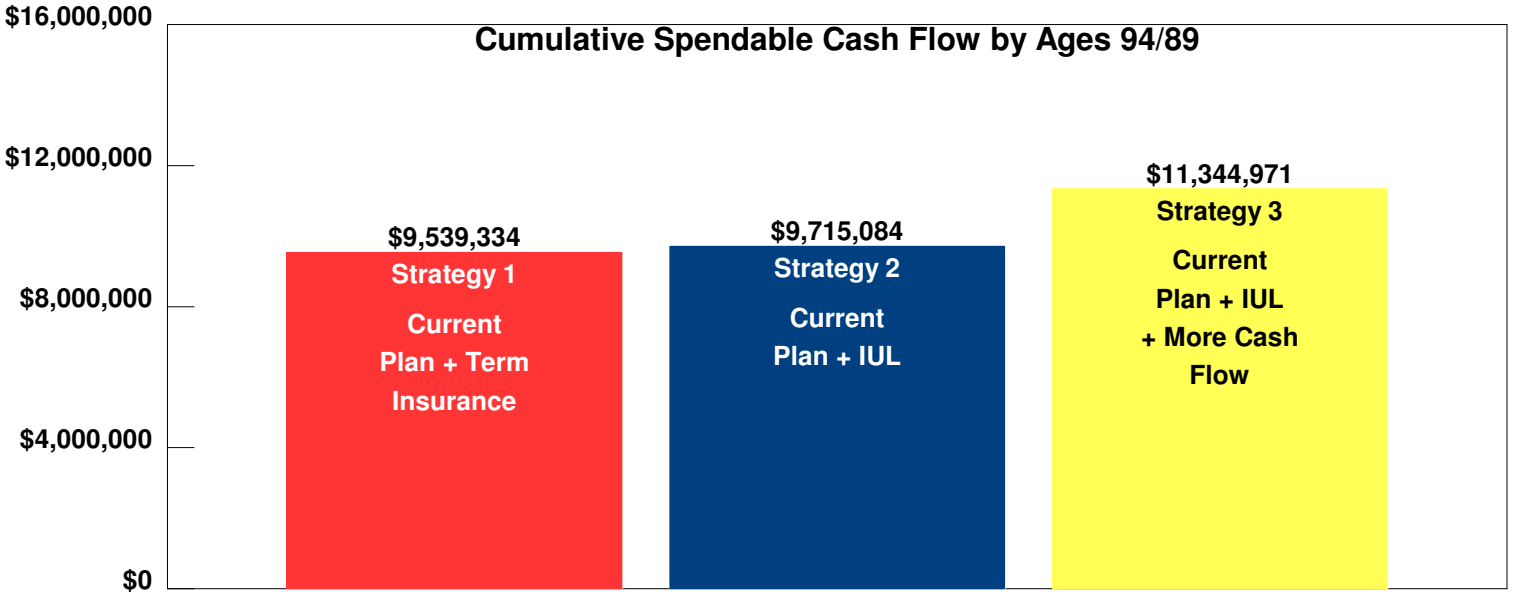 Cumulative Spendable Cash Flow by Ages 94/89
$16,000,000
$12,000,000
$8,000,000
$4,000,000
$0
$9,539,334
Strategy 1
Current
Plan + Term
Insurance
$9,715,084
Strategy 2
Current
Plan + IUL
$11,344,971
Strategy 3
Current
Plan + IUL
+ More Cash
Flow